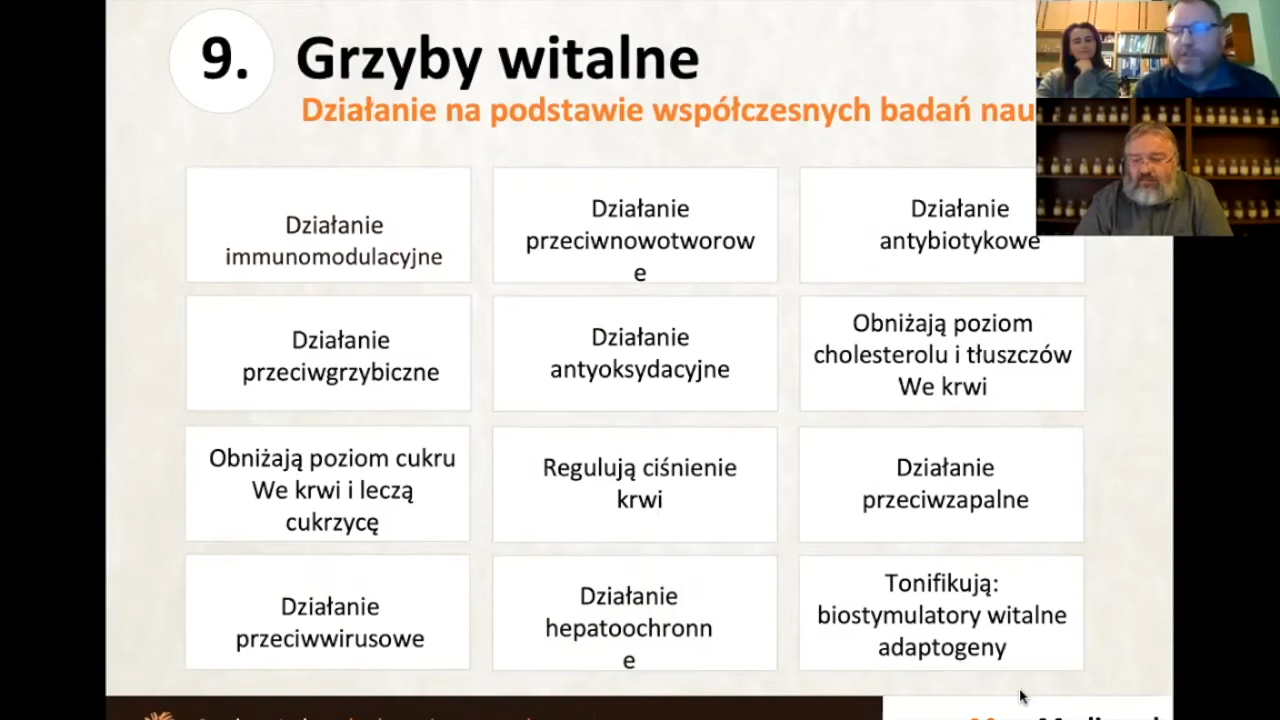 9. Grzyby witalne
Działanie na podstawie współczesnych badań
Działanie
immunomodulacyjne
Działanie
przeciwnowotworow
e
Działanie
antybiotykowe
Działanie
przeciwgrzybiczne
Działanie
antyoksydacyjne
Obniżają poziom
cholesterolu i tłuszczów
We krwi
Obniżają poziom cukru
We krwi i leczą
cukrzycę
Regulują ciśnienie
krwi
Działanie
przeciwzapalne
Działanie
przeciwwirusowe
Działanie
hepatoochronn
e
Tonifikują:
biostymulatory witalne
adaptogeny